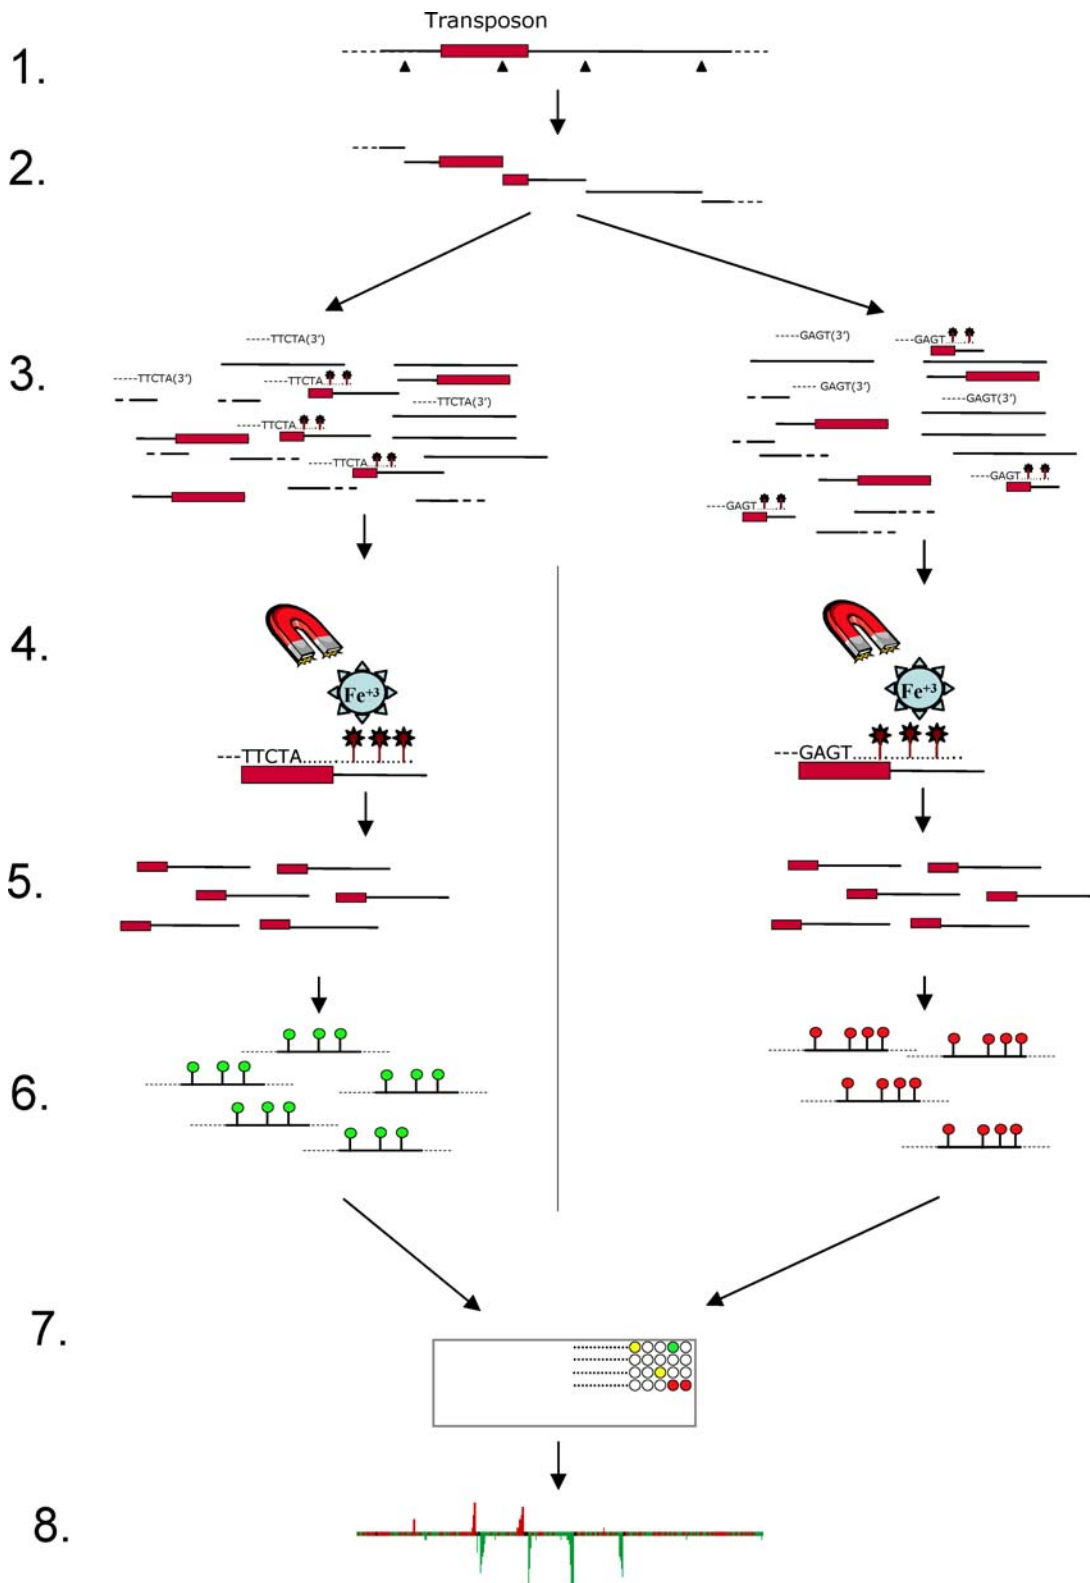 Transposon
1.
2.
3.
-----TTCTA(3')
-----TTCTA(3')
-----TTCTA
-----TTCTA(3')
-----TTCTA
-----TTCTA
-----GAGT(3')
-----GAGT
---- GAGT(3')
-----GAGT(3')
-----GAGT
-----GAGT
4.
Fe+3
Fe+3
---TTCTA
---GAGT
5.
6.
7.
8.